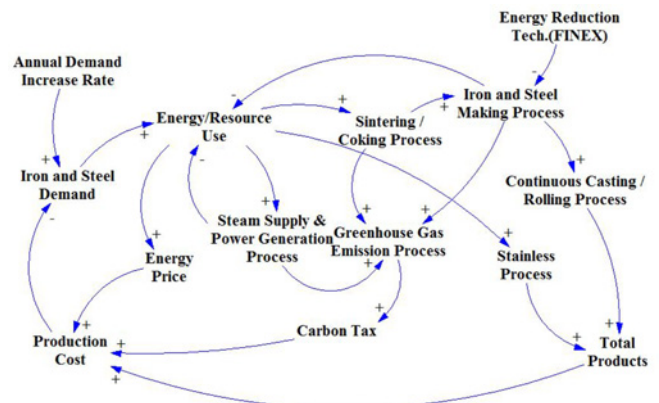 Energy Reduction
Tech.(FINEX)
Annual Demand
Increase Rate
-
-
+
+
Energy/Resource
Use
+
Sintering /
Coking Process
+
Iron and Steel
Making Process
+
Iron and Steel
Demand
-
-
+
Continuous Casting /
Rolling Process
+
Steam Supply &
Power Generation
Process
+
+
Greenhouse Gas
Emission Process
+
+
Stainless
Process
+
Energy
Price
+
Carbon Tax
+
Production
Cost
+
+
+
+
Total
Products
+